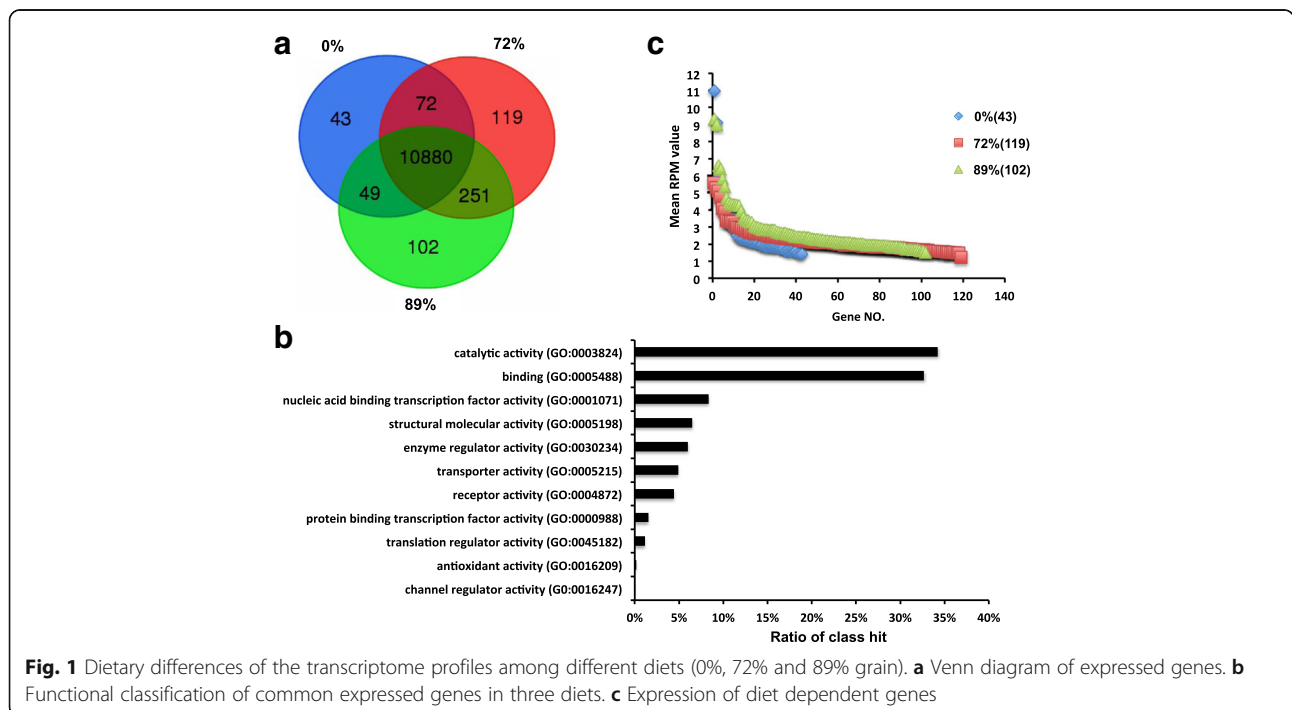 a
0%
72%
43
72
119
10880
49
251
102
89%
c
12
11
10
9
8
7
6
5
4
3
2
1
0
Mean RPM value
0 20 40 60 80 100 120 140
Gene NO.
0%(43)
72%(119)
89%(102)
b
catalytic activity (GO:0003824)
binding (GO:0005488)
nucleic acid binding transcription factor activity (GO:0001071)
structural molecular activity (GO:0005198)
enzyme regulator activity (GO:0030234)
transporter activity (GO:0005215)
receptor activity (GO:0004872)
protein binding transcription factor activity (GO:0000988)
translation regulator activity (GO:0045182)
antioxidant activity (GO:0016209)
channel regulator activity (G0:0016247)
0% 5% 10% 15% 20% 25% 30% 35% 40%
Ratio of class hit
Fig. 1 Dietary differences of the transcriptome profiles among different diets (0%, 72% and 89% grain). a Venn diagram of expressed genes. b
Functional classification of common expressed genes in three diets. c Expression of diet dependent genes